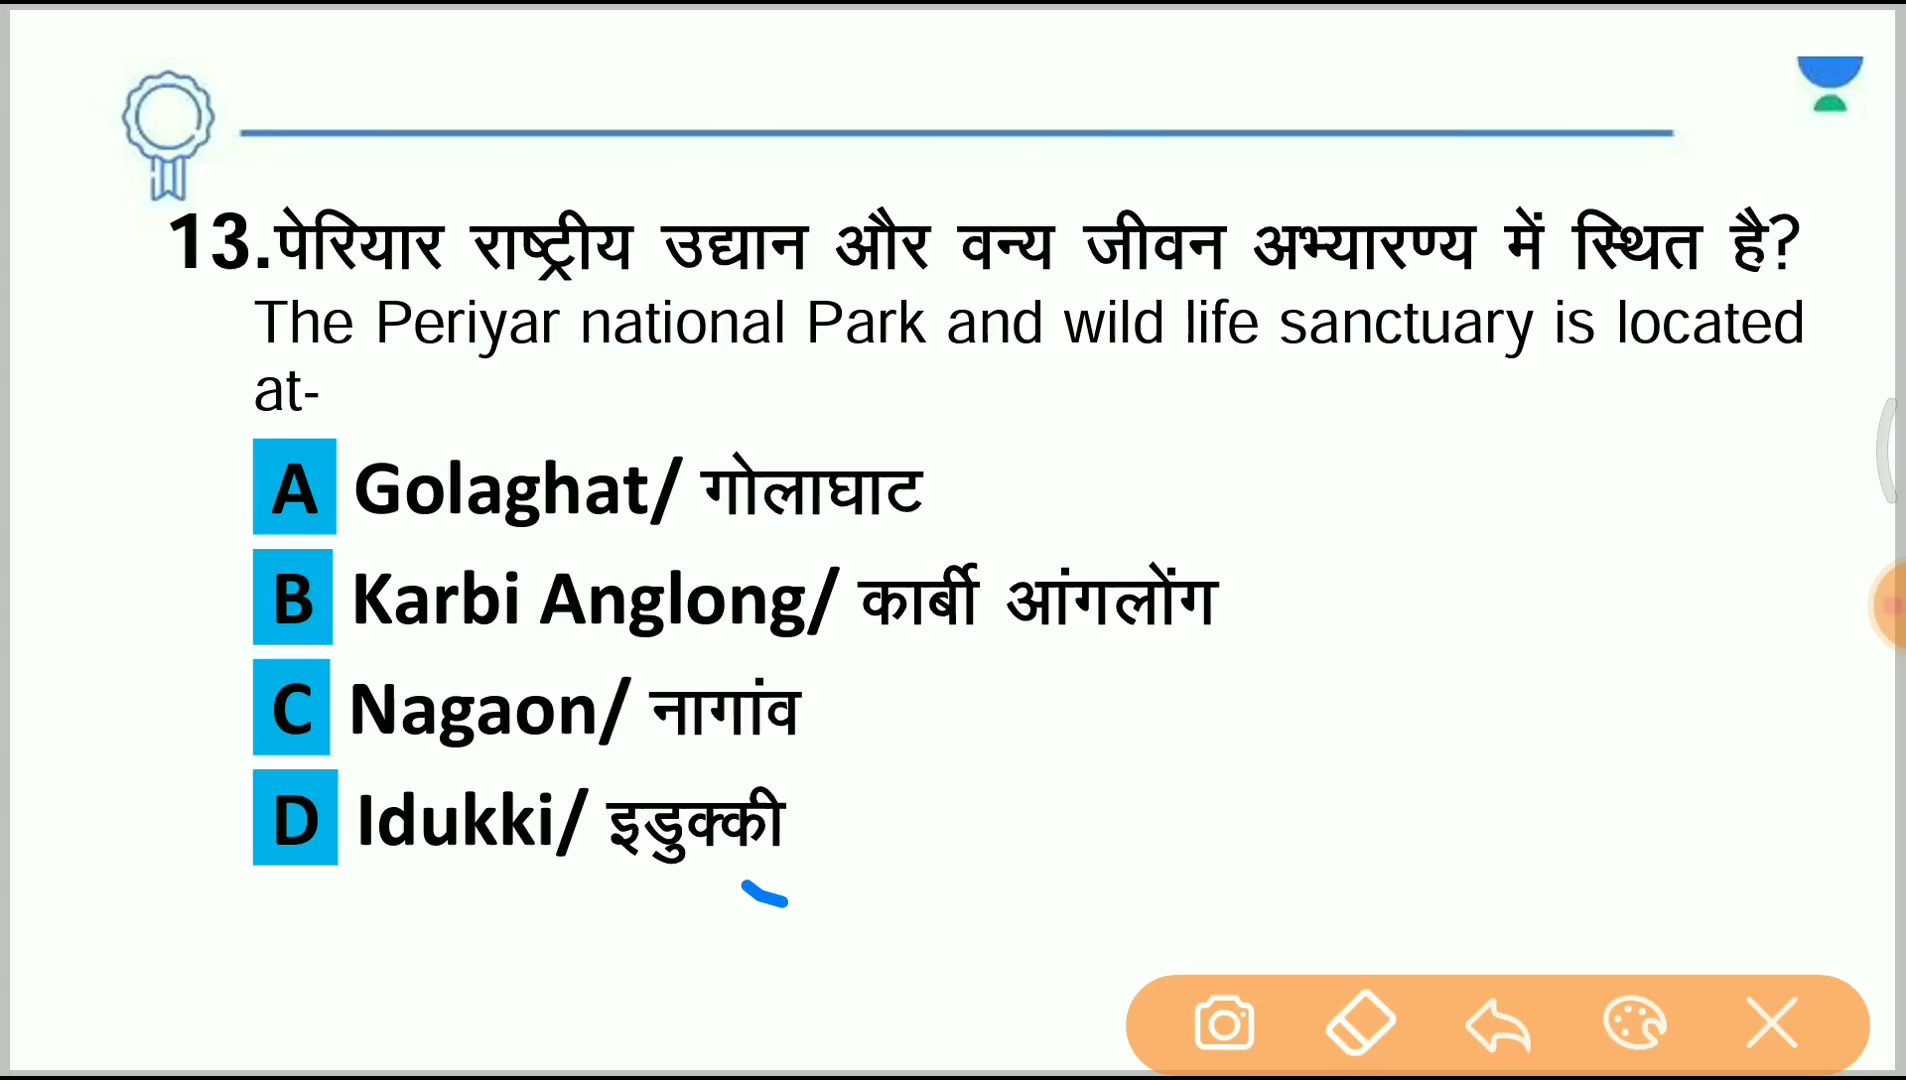 13.पेरियार राष्ट्रीय उद्यान और वन्य जीवन अभ्यारण्य में स्थित है?
The Periyar national Park and wild life sanctuary is located
at-
A Golaghat/ गोलाघाट
B Karbi Anglong/ कार्बी आंगलोंग
C Nagaon/ नागांव
D Idukki/ इडुक्की